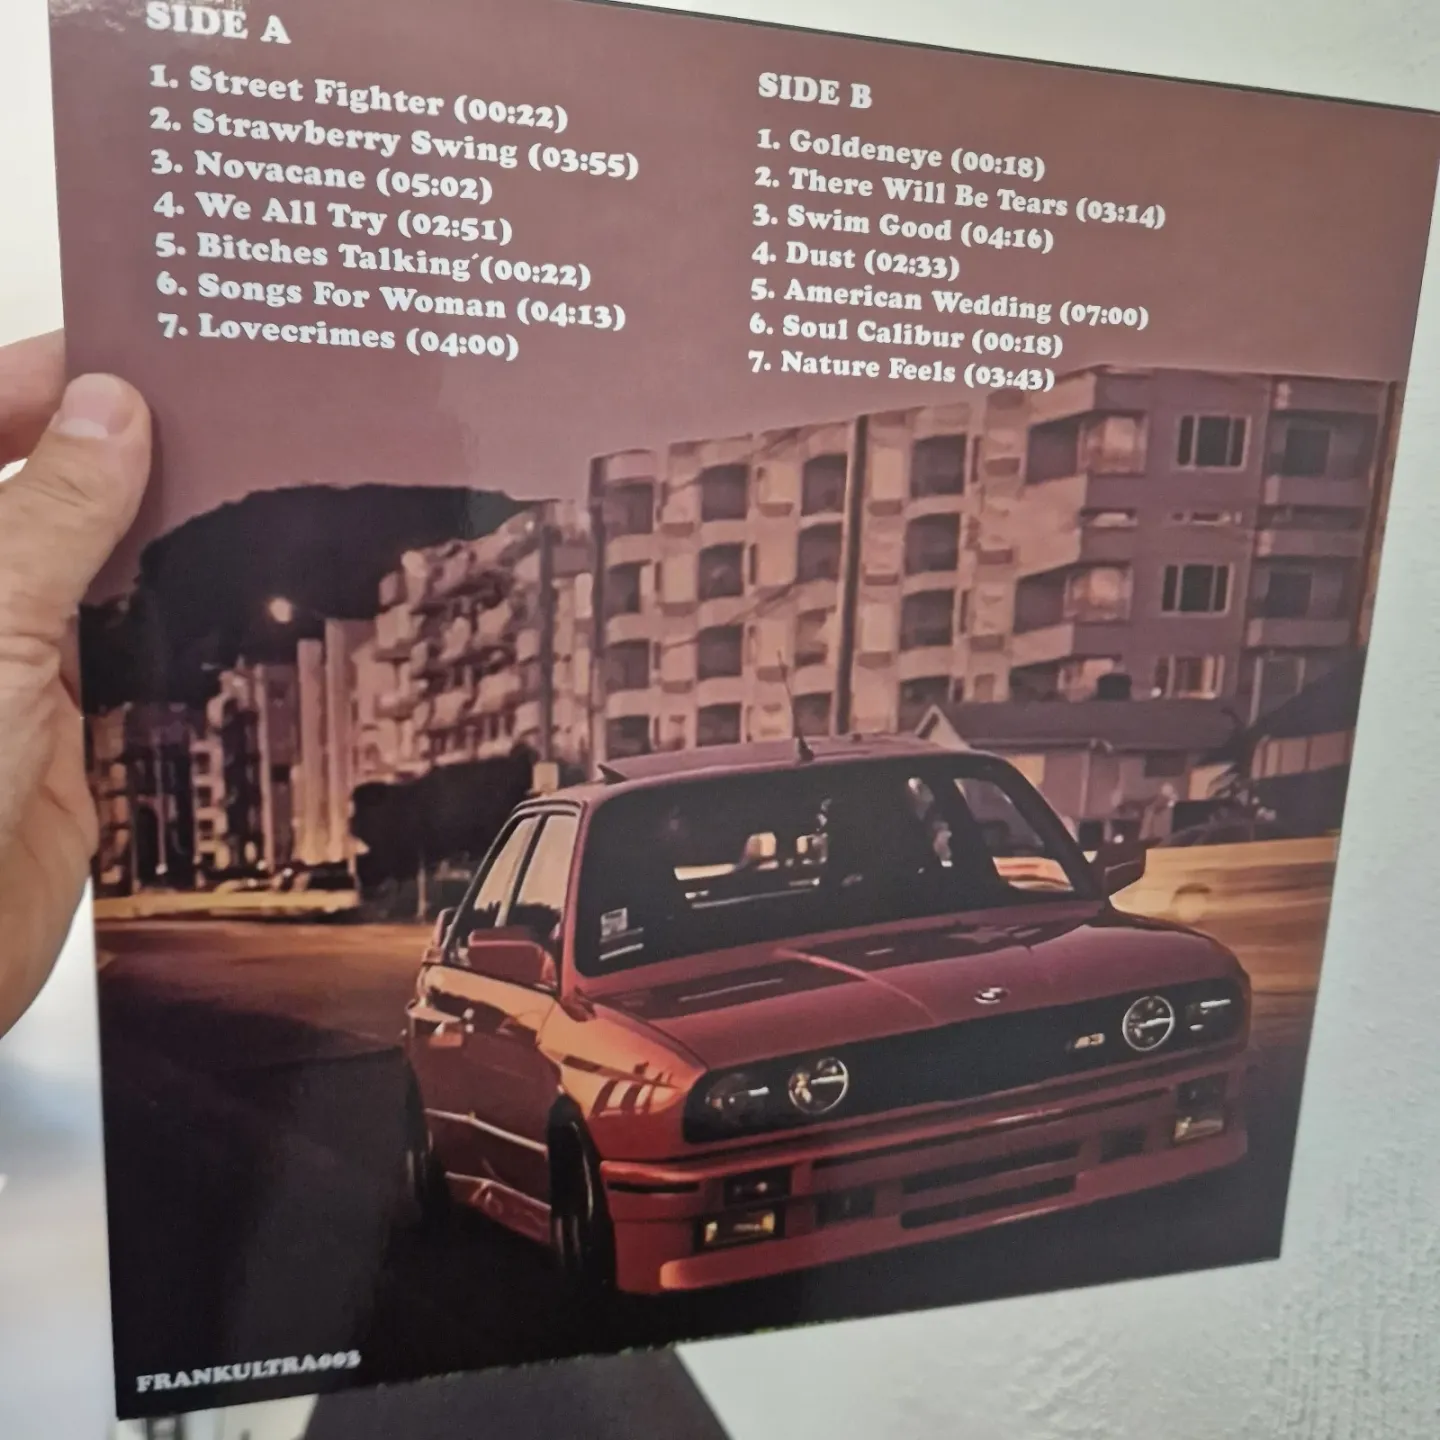 SIDE A
1. Street Fighter (00:22)
2. Strawberry Swing (03:55)
3. Novacane (05:02)
4. We All Try (02:51)
5. Bitches Talking´(00:22)
6. Songs For Woman (04:13)
7. Lovecrimes (04:00)
SIDE B
1. Goldeneye (00:18)
2. There Will Be Tears (03:14)
3. Swim Good (04:16)
4. Dust (02:33)
5. American Wedding (07:00)
6. Soul Calibur (00:18)
7. Nature Feels (03:43)
M3
FRANKULTRA003